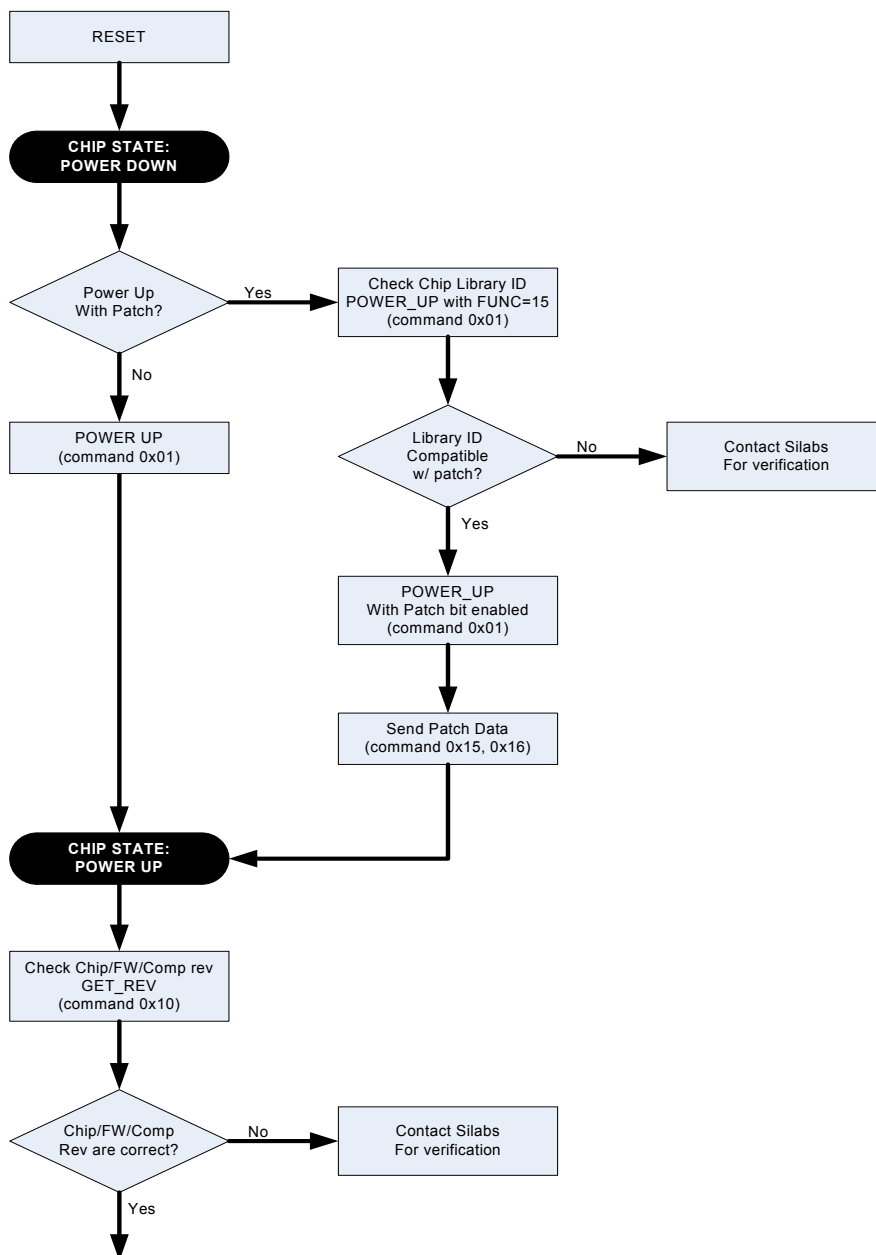 RESET
CHIP STATE:
POWER DOWN
Power Up
With Patch?
Yes
Check Chip Library ID
POWER_UP with FUNC=15
(command 0x01)
No
POWER UP
(command 0x01)
Library ID
Compatible
w/ patch?
No
Contact Silabs
For verification
Yes
POWER_UP
With Patch bit enabled
(command 0x01)
Send Patch Data
(command 0x15, 0x16)
CHIP STATE:
POWER UP
Check Chip/FW/Comp rev
GET_REV
(command 0x10)
Chip/FW/Comp
Rev are correct?
No
Contact Silabs
For verification
Yes